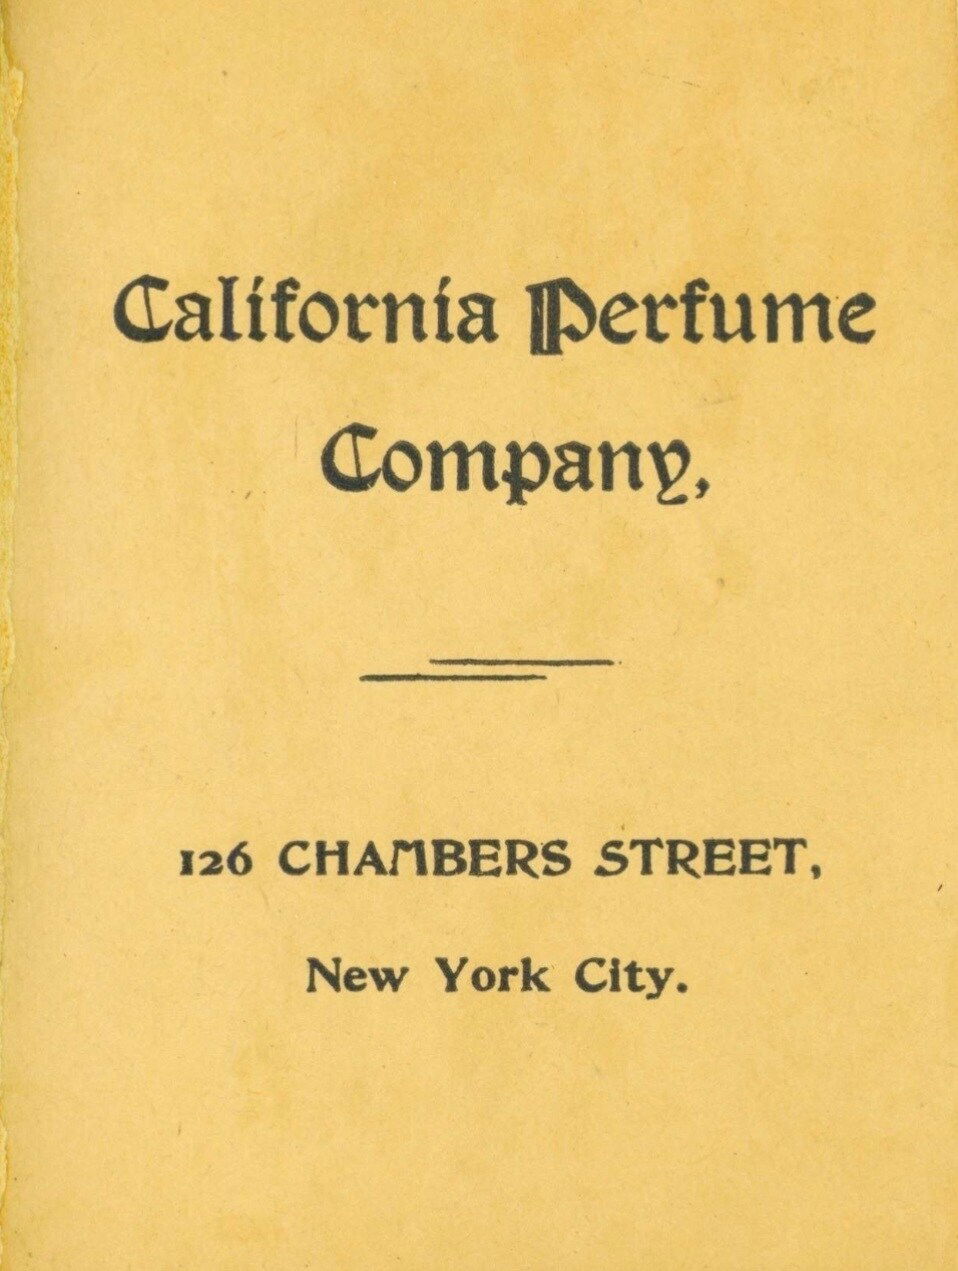 California Perfume
Company,
126 CHAMBERS STREET,
New York City.